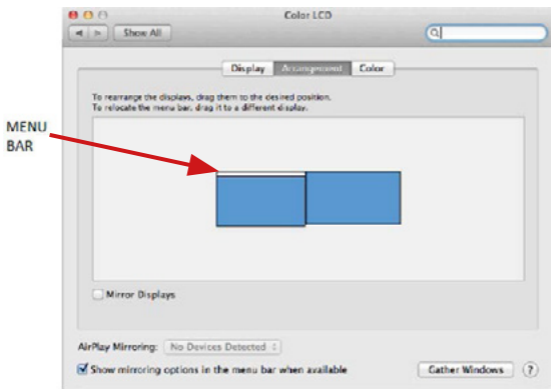 Color LCD
Show All
Display Arrangement Color
To rearrange the displays, drag them to the desired position.
To relocate the menu bar, drag it to a different display.
MENU
BAR
Mirror Displays
AirPlay Mirroring: No Devices Detected
Show mirroring options in the menu bar when available
Gather Windows ?